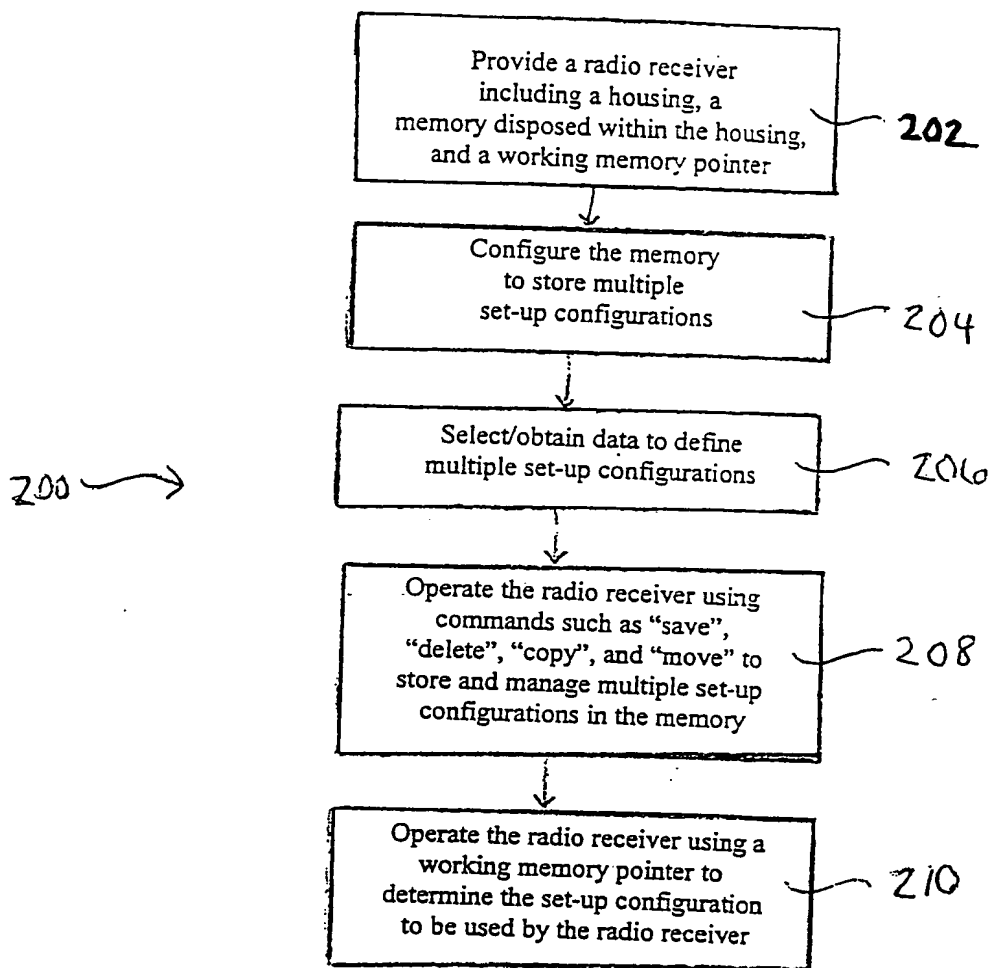 Provide a radio receiver
including a housing, a
memory disposed within the housing,
and a working memory pointer
202
Configure the memory
to store multiple
set-up configurations
204
Select/obtain data to define
multiple set-up configurations
206
200
Operate the radio receiver using
commands such as “save”,
“delete”, “copy”, and “move” to
store and manage multiple set-up
configurations in the memory
208
Operate the radio receiver using a
working memory pointer to
determine the set-up configuration
to be used by the radio receiver
210